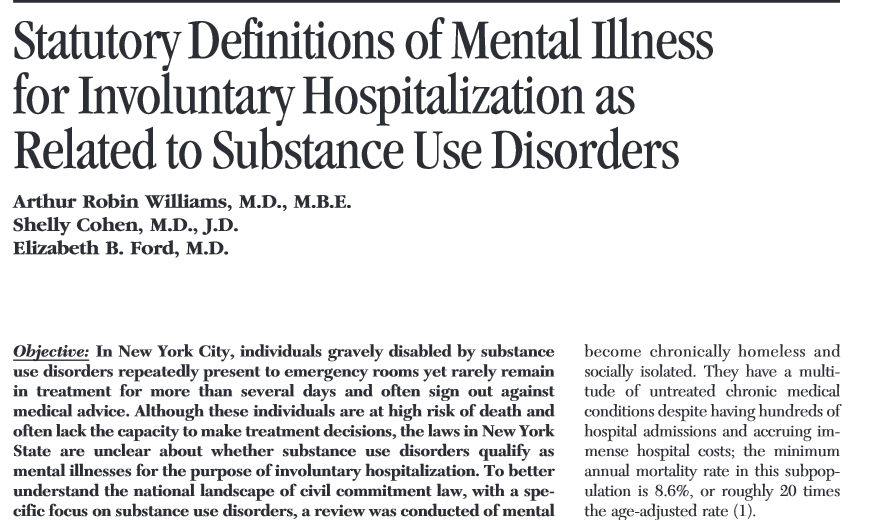 Statutory Definitions of Mental Illness
for Involuntary Hospitalization as
Related to Substance Use Disorders
Arthur Robin Williams, M.D., M.B.E.
Shelly Cohen, M.D., J.D.
Elizabeth B. Ford, M.D.
Objective: In New York City, individuals gravely disabled by substance
use disorders repeatedly present to emergency rooms yet rarely remain
in treatment for more than several days and often sign out against
medical advice. Although these individuals are at high risk of death and
often lack the capacity to make treatment decisions, the laws in New York
State are unclear about whether substance use disorders qualify as
mental illnesses for the purpose of involuntary hospitalization. To better
understand the national landscape of civil commitment law, with a spe-
cific focus on substance use disorders, a review was conducted of mental
become chronically homeless and
socially isolated. They have a multi-
tude of untreated chronic medical
conditions despite having hundreds of
hospital admissions and accruing im-
mense hospital costs; the minimum
annual mortality rate in this subpop-
ulation is 8.6%, or roughly 20 times
the age-adjusted rate (1).